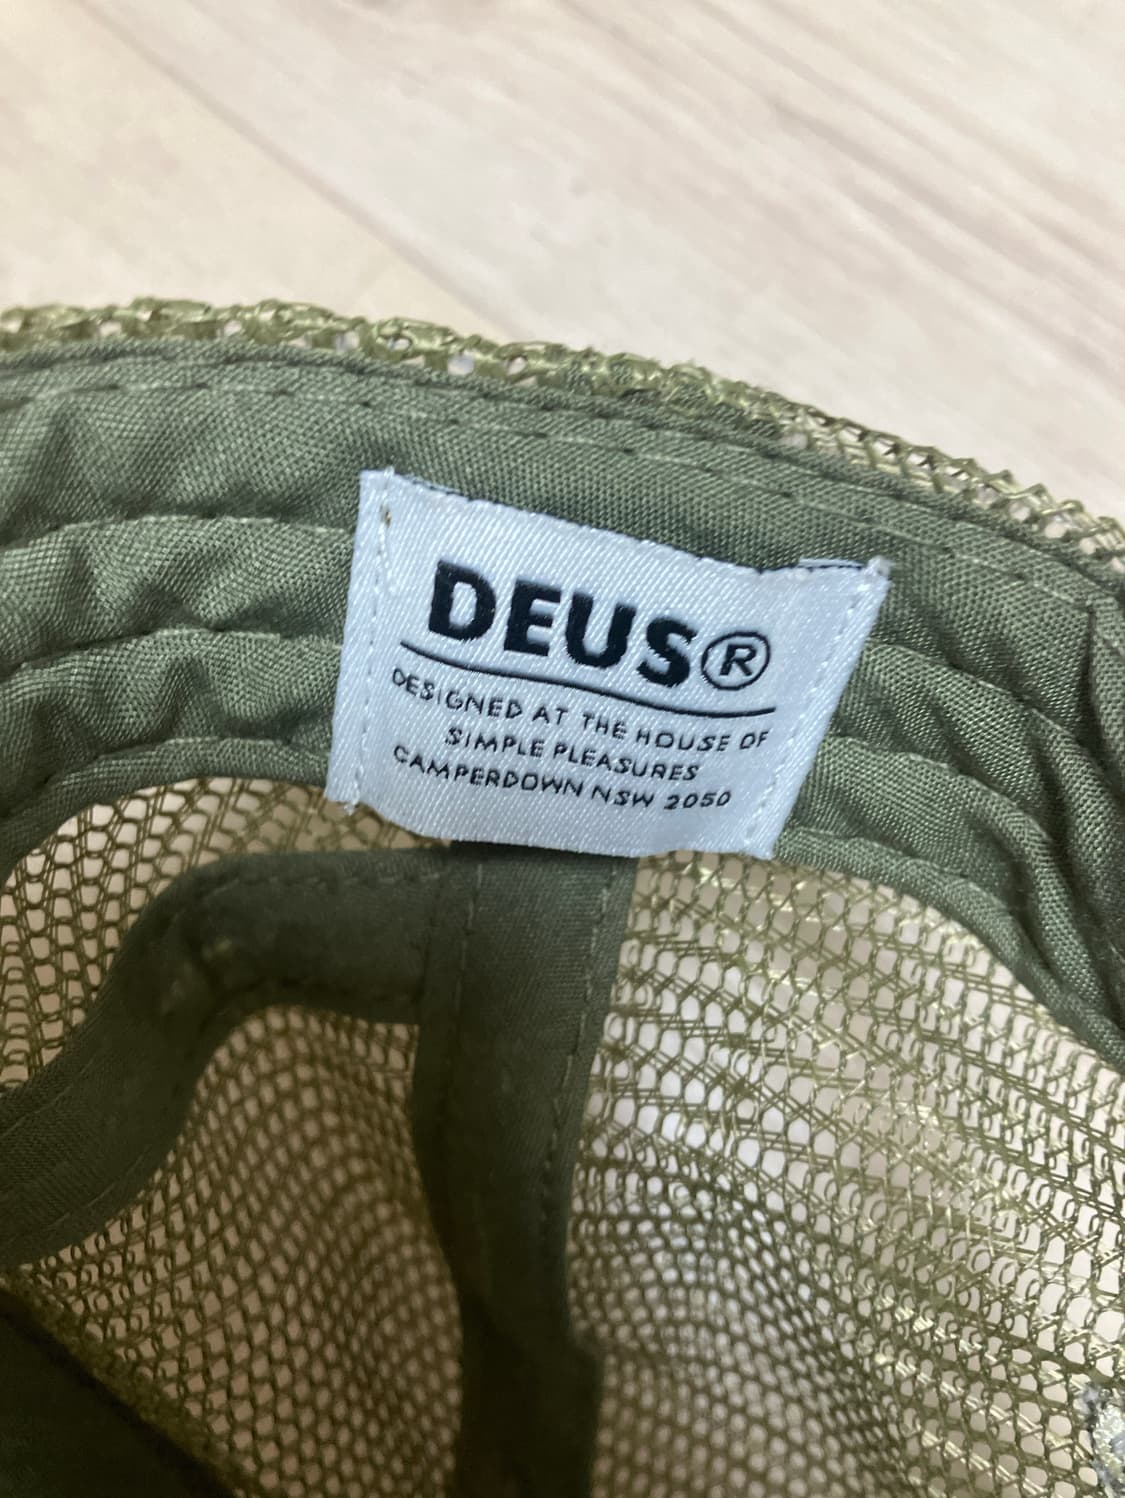 DEUS®
DESIGNED AT THE HOUSE OF
SIMPLE PLEASURES
CAMPERDOWN NSW 2050